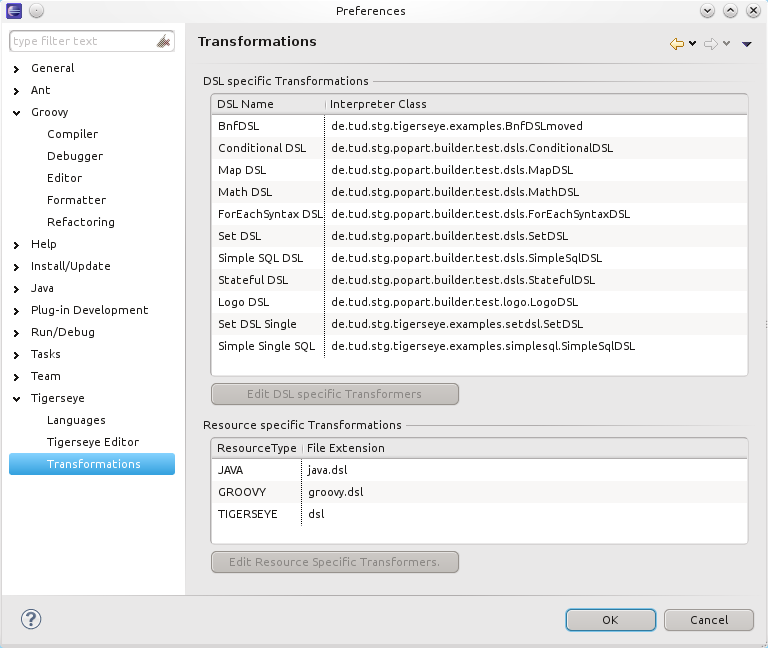 Preferences
type filter text
General
Ant
Groovy
Compiler
Debugger
Editor
Formatter
Refactoring
Help
Install/Update
Java
Plug-in Development
Run/Debug
Tasks
Team
Tigerseye
Languages
Tigerseye Editor
Transformations
Transformations
DSL specific Transformations
DSL Name Interpreter Class
BnfDSL de.tud.stg.tigerseye.examples.BnfDSLmoved
Conditional DSL de.tud.stg.popart.builder.test.dsls.ConditionalDSL
Map DSL de.tud.stg.popart.builder.test.dsls.MapDSL
Math DSL de.tud.stg.popart.builder.test.dsls.MathDSL
ForEachSyntax DSL de.tud.stg.popart.builder.test.dsls.ForEachSyntaxDSL
Set DSL de.tud.stg.popart.builder.test.dsls.SetDSL
Simple SQL DSL de.tud.stg.popart.builder.test.dsls.SimpleSqlDSL
Stateful DSL de.tud.stg.popart.builder.test.dsls.StatefulDSL
Logo DSL de.tud.stg.popart.builder.test.logo.LogoDSL
Set DSL Single de.tud.stg.tigerseye.examples.setdsl.SetDSL
Simple Single SQL de.tud.stg.tigerseye.examples.simplesql.SimpleSqlDSL
Edit DSL specific Transformers
Resource specific Transformations
ResourceType File Extension
JAVA java.dsl
GROOVY groovy.dsl
TIGERSEYE dsl
Edit Resource Specific Transformers.
?
OK Cancel